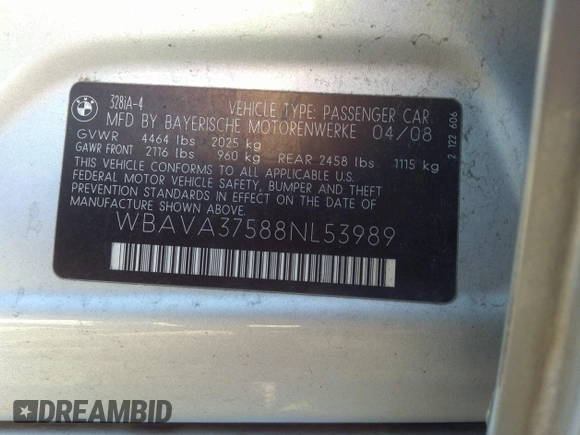 BMW
328iA-4
VEHICLE TYPE: PASSENGER CAR
MFD BY BAYERISCHE MOTORENWERKE 04/08
GVWR 4464 lbs 2025 kg
GAWR FRONT 2116 lbs 960 kg REAR 2458 lbs 1115 kg
THIS VEHICLE CONFORMS TO ALL APPLICABLE U.S.
FEDERAL MOTOR VEHICLE SAFETY, BUMPER AND THEFT
PREVENTION STANDARDS IN EFFECT ON THE DATE
OF MANUFACTURE SHOWN ABOVE.
WBAVA37588NL53989
2 122 606
DREAMBID